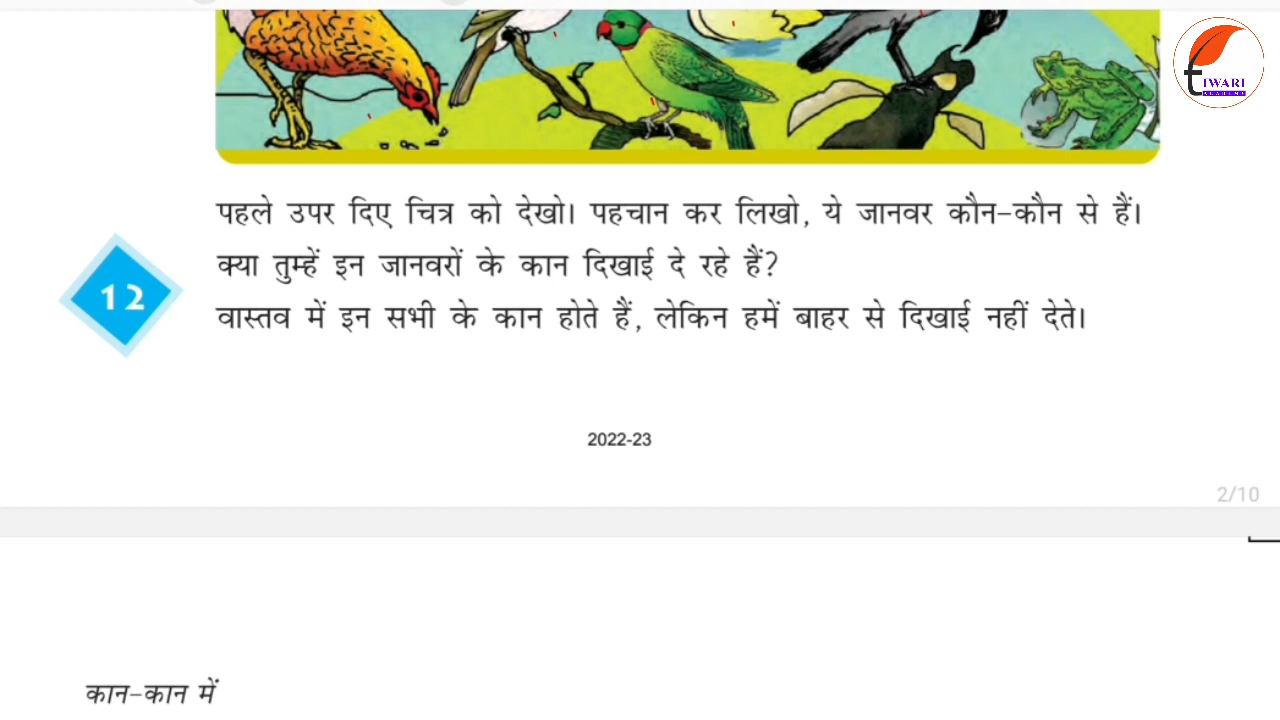 TIWARI
ACADEMY
पहले उपर दिए चित्र को देखो। पहचान कर लिखो, ये जानवर कौन-कौन से हैं।
क्या तुम्हें इन जानवरों के कान दिखाई दे रहे हैं?
12
वास्तव में इन सभी के कान होते हैं, लेकिन हमें बाहर से दिखाई नहीं देते।
2022-23
2/10
कान-कान में